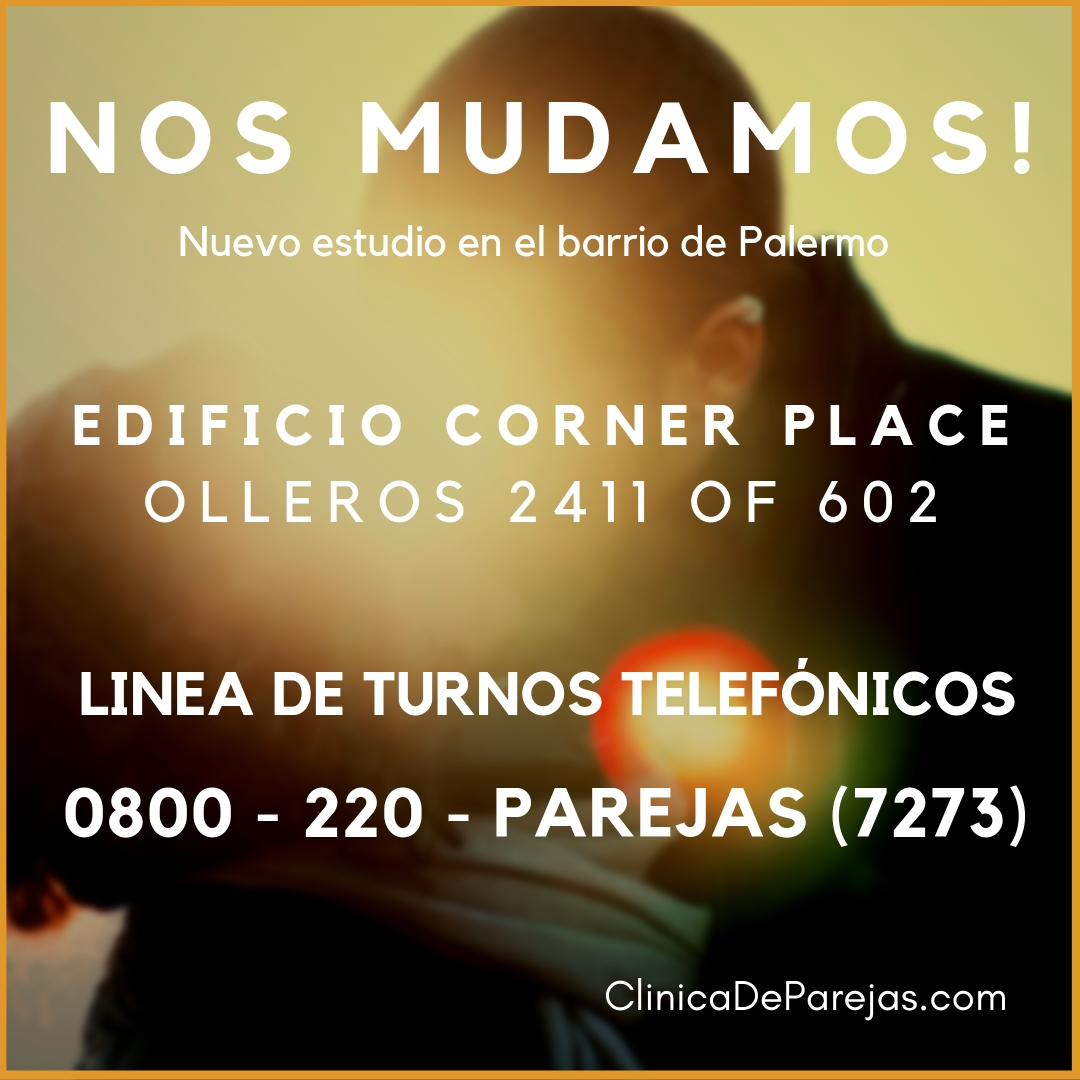 NOS MUDAMOS!
Nuevo estudio en el barrio de Palermo
EDIFICIO CORNER PLACE
OLLEROS 2411 OF 602
LINEA DE TURNOS TELEFÓNICOS
0800 - 220 - PAREJAS (7273)
ClinicaDeParejas.com